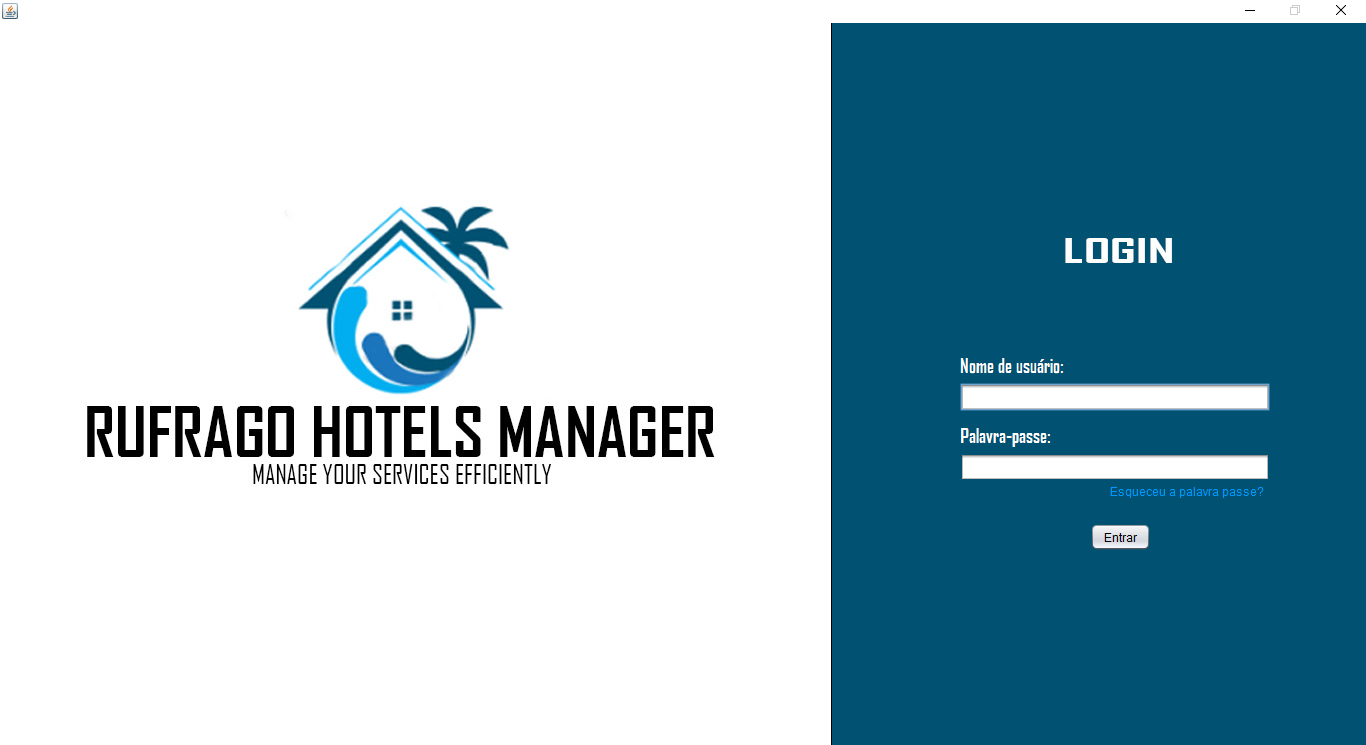 RUFRAGO HOTELS MANAGER
MANAGE YOUR SERVICES EFFICIENTLY
LOGIN
Nome de usuário:
Palavra-passe:
Esqueceu a palavra passe?
Entrar